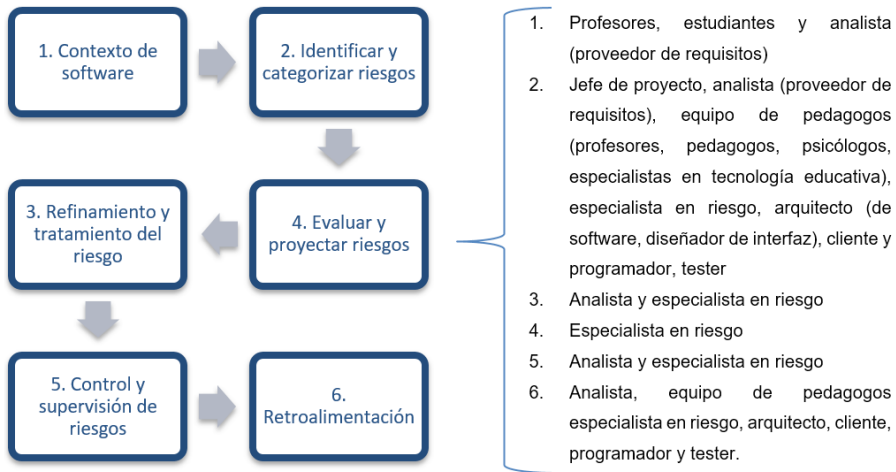 1. Contexto de
software
2. Identificar y
categorizar riesgos
3. Refinamiento y
tratamiento del
riesgo
4. Evaluar y
proyectar riesgos
5. Control y
supervisión de
riesgos
6.
Retroalimentación
1. Profesores, estudiantes y analista
(proveedor de requisitos)
2. Jefe de proyecto, analista (proveedor de
requisitos), equipo de pedagogos
(profesores, pedagogos, psicólogos,
especialistas en tecnología educativa),
especialista en riesgo, arquitecto (de
software, diseñador de interfaz), cliente y
programador, tester
3. Analista y especialista en riesgo
4. Especialista en riesgo
5. Analista y especialista en riesgo
6. Analista, equipo de pedagogos
especialista en riesgo, arquitecto, cliente,
programador y tester.